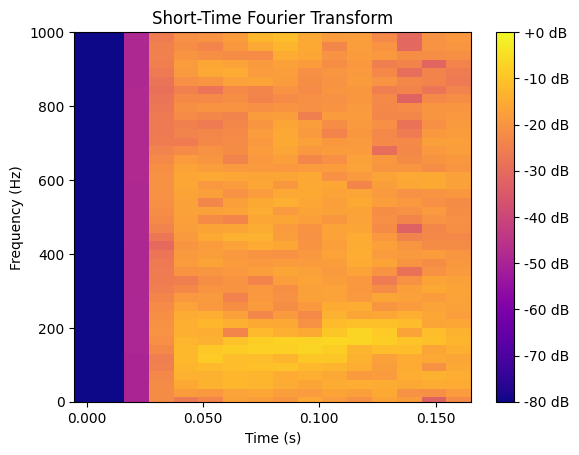 Short-Time Fourier Transform
Frequency (Hz)
1000
800
600
400
200
0
0.000
0.050
0.100
0.150
Time (s)
+0 dB
-10 dB
-20 dB
-30 dB
-40 dB
-50 dB
-60 dB
-70 dB
-80 dB